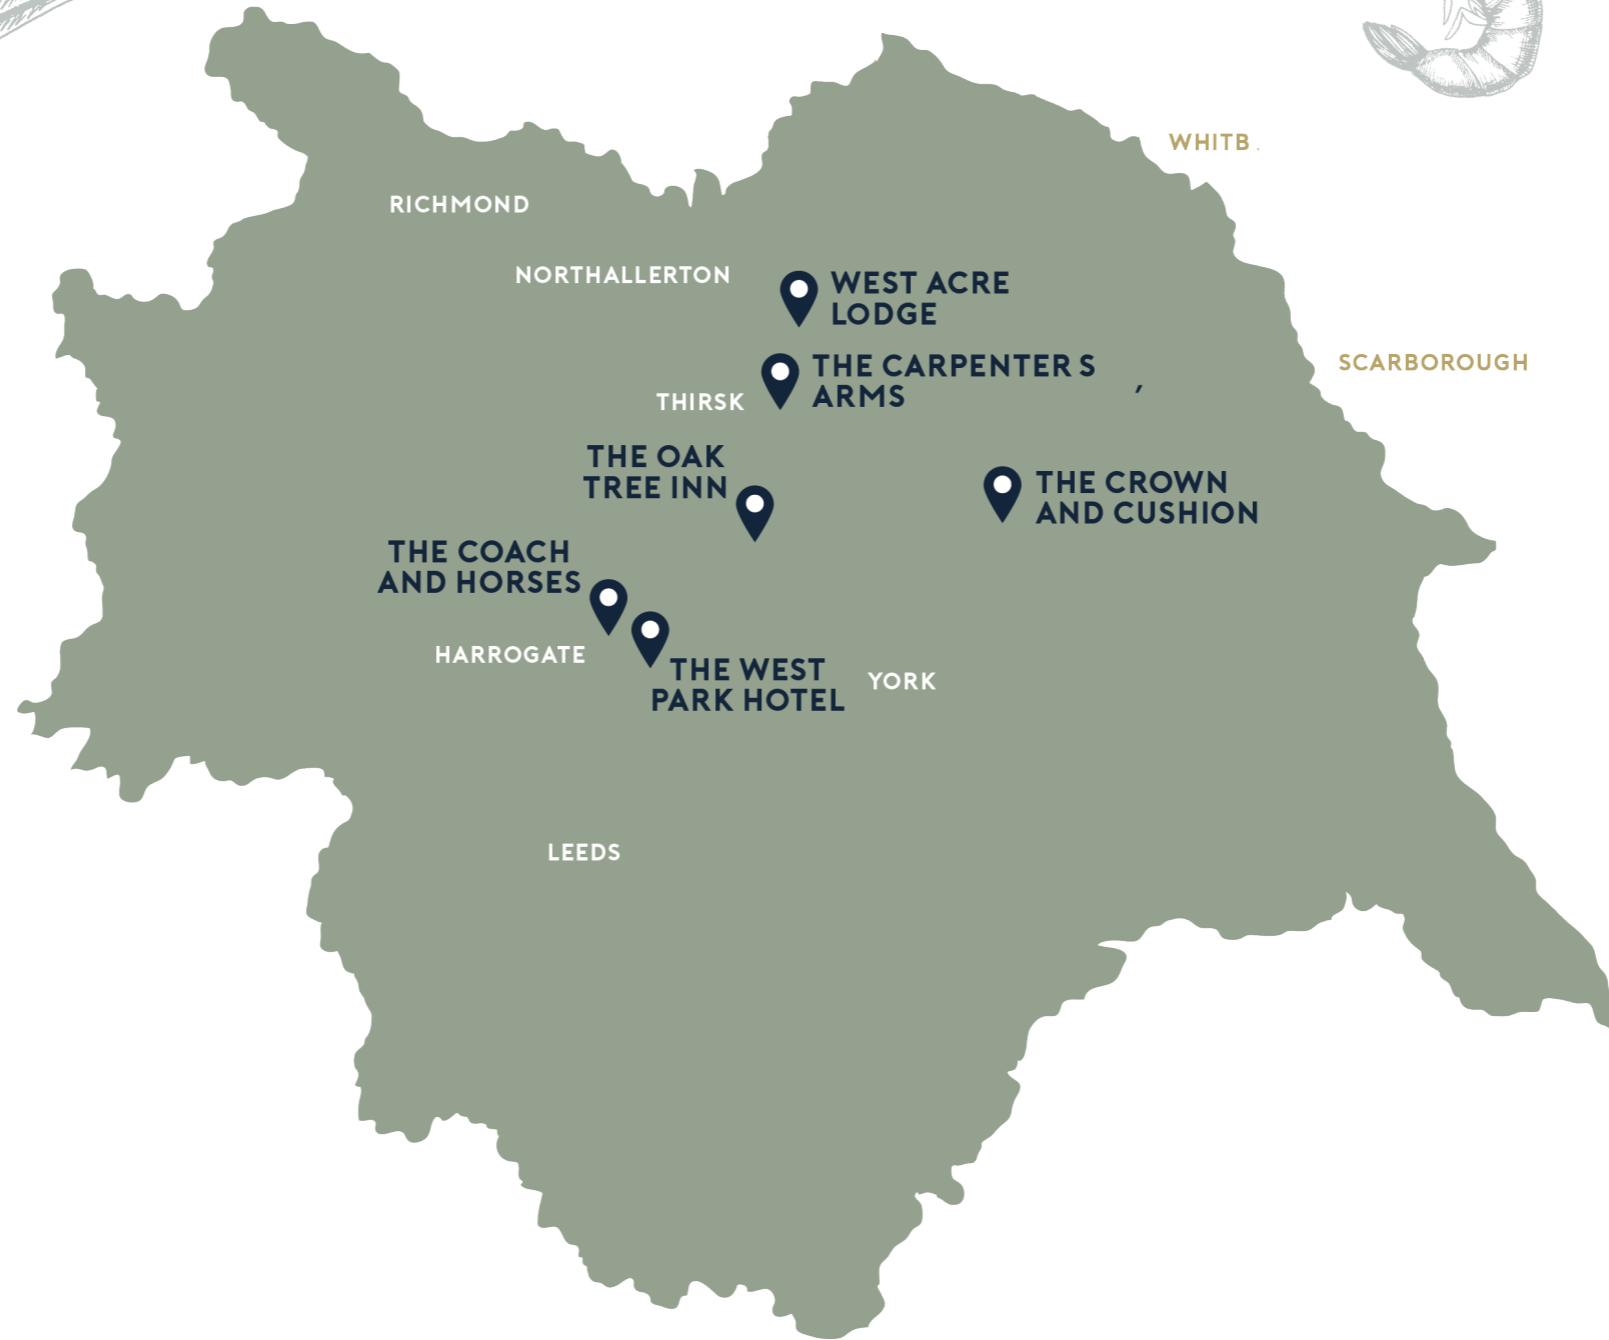 WHITB .
RICHMOND
NORTHALLERTON
WEST ACRE
LODGE
THE CARPENTER S
ARMS
’
SCARBOROUGH
THIRSK
THE OAK
TREE INN
THE CROWN
AND CUSHION
THE COACH
AND HORSES
HARROGATE
THE WEST
PARK HOTEL
YORK
LEEDS